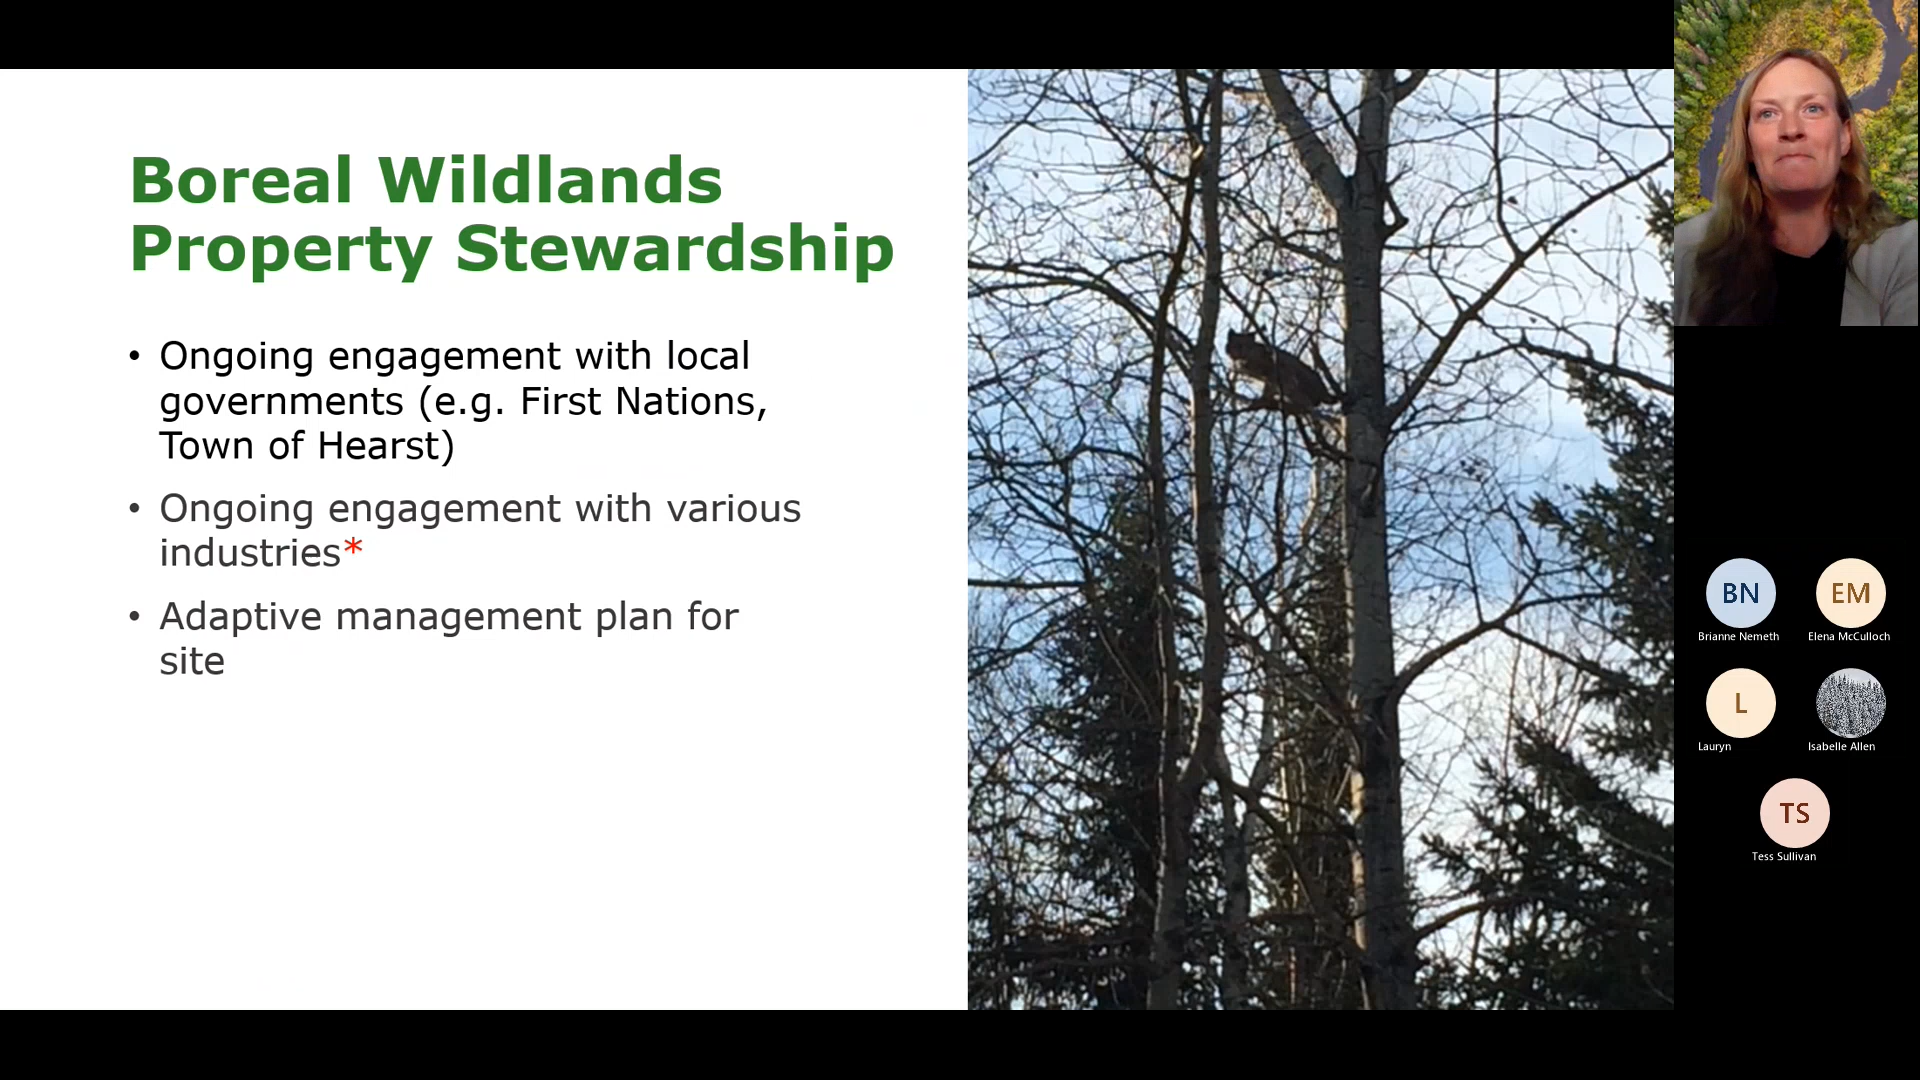 Boreal Wildlands
Property Stewardship
• Ongoing engagement with local
governments (e.g. First Nations,
Town of Hearst)
• Ongoing engagement with various
industries*
• Adaptive management plan for
site
BN
Brianne Nemeth
EM
Elena McCulloch
L
Lauryn
Isabelle Allen
TS
Tess Sullivan